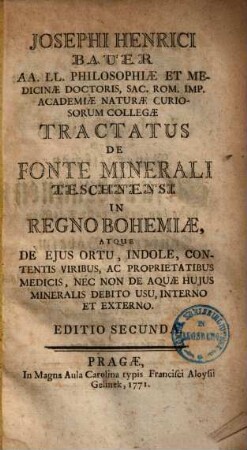 JOSEPHI HENRICI
BAUER
AA. LL. PHILOSOPHIÆ ET ME-
DICINÆ DOCTORIS, SAC. ROM. IMP.
ACADEMIÆ NATURÆ CURIO-
SORUM COLLEGÆ
TRACTATUS
DE
FONTE MINERALI
TESCHNENSI
IN
REGNO BOHEMIÆ,
ATQUE
DE EJUS ORTU, INDOLE, CON-
TENTIS VIRIBUS, AC PROPRIETATIBUS
MEDICIS, NEC NON DE AQUÆ HUJUS
MINERALIS DEBITO USU, INTERNO
ET EXTERNO.
EDITIO SECUNDA
PRAGÆ,
In Magna Aula Carolina typis Francisci Aloysii
Gelinek, 1771.